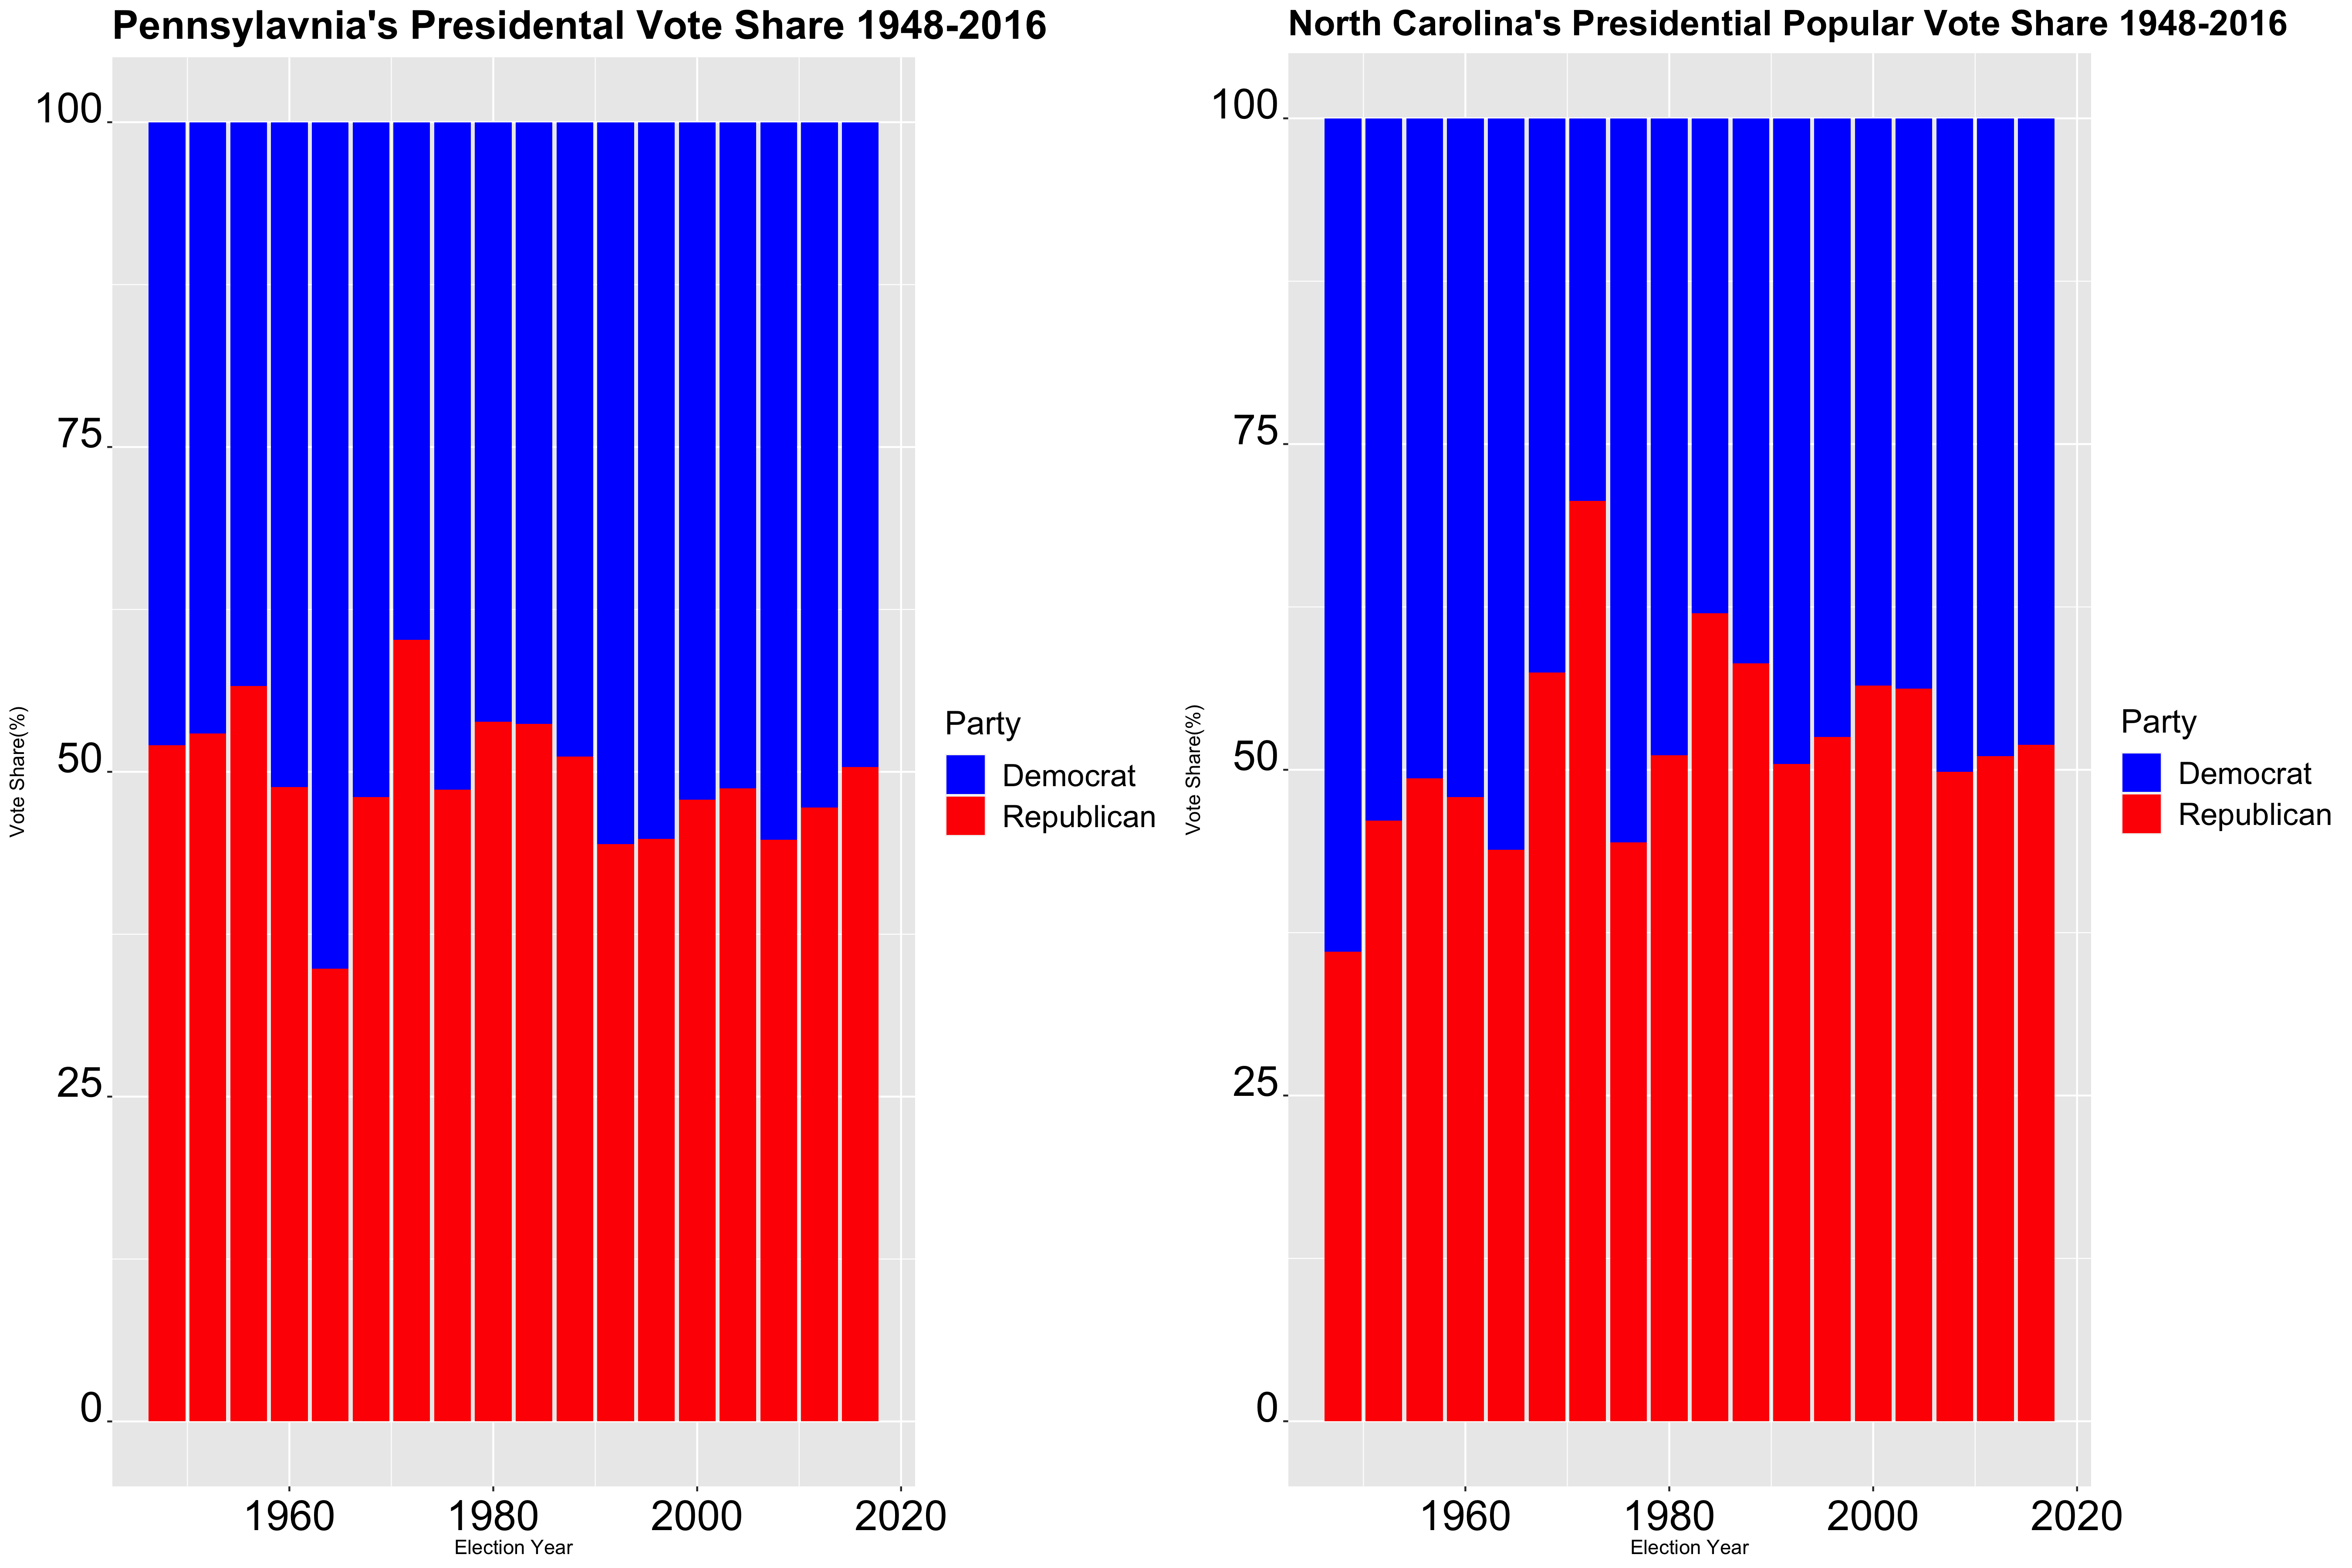 Pennsylavnia's Presidental Vote Share 1948-2016
100
75
50
25
0
Vote Share(%)
1960 1980 2000 2020
Election Year
Party
Democrat
Republican
North Carolina's Presidential Popular Vote Share 1948-2016
100
75
50
25
0
Vote Share(%)
1960 1980 2000 2020
Election Year
Party
Democrat
Republican